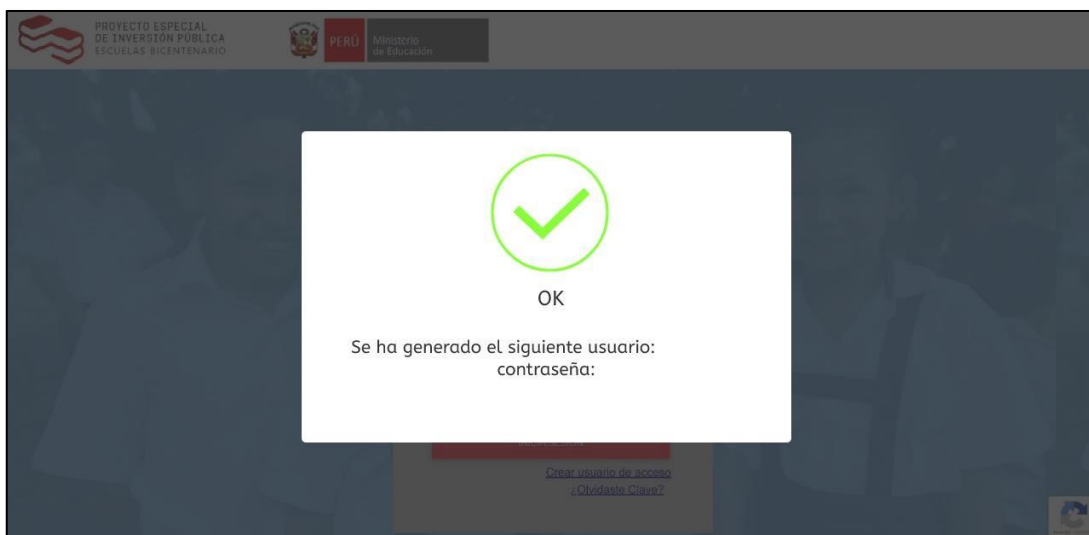 PROYECTO ESPECIAL
DE INVERSIÓN PÚBLICA
ESCUELAS BICENTENARIO
PERÚ
Ministerio
de Educación
OK
Se ha generado el siguiente usuario:
contraseña:
Crear usuario de acceso
¿Olvidaste Clave?